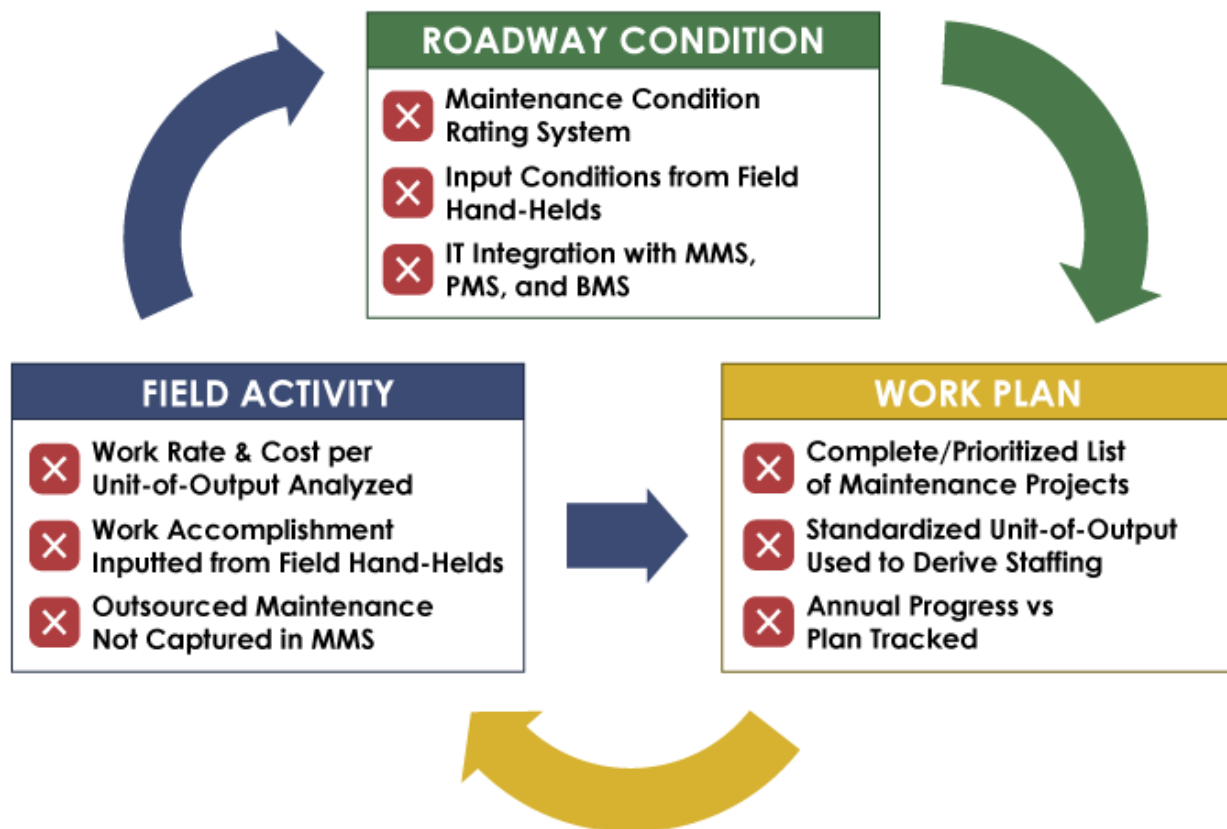 ROADWAY CONDITION
Maintenance Condition
Rating System
Input Conditions from Field
Hand-Helds
IT Integration with MMS,
PMS, and BMS
FIELD ACTIVITY
Work Rate & Cost per
Unit-of-Output Analyzed
Work Accomplishment
Inputted from Field Hand-Helds
Outsourced Maintenance
Not Captured in MMS
WORK PLAN
Complete/Prioritized List
of Maintenance Projects
Standardized Unit-of-Output
Used to Derive Staffing
Annual Progress vs
Plan Tracked